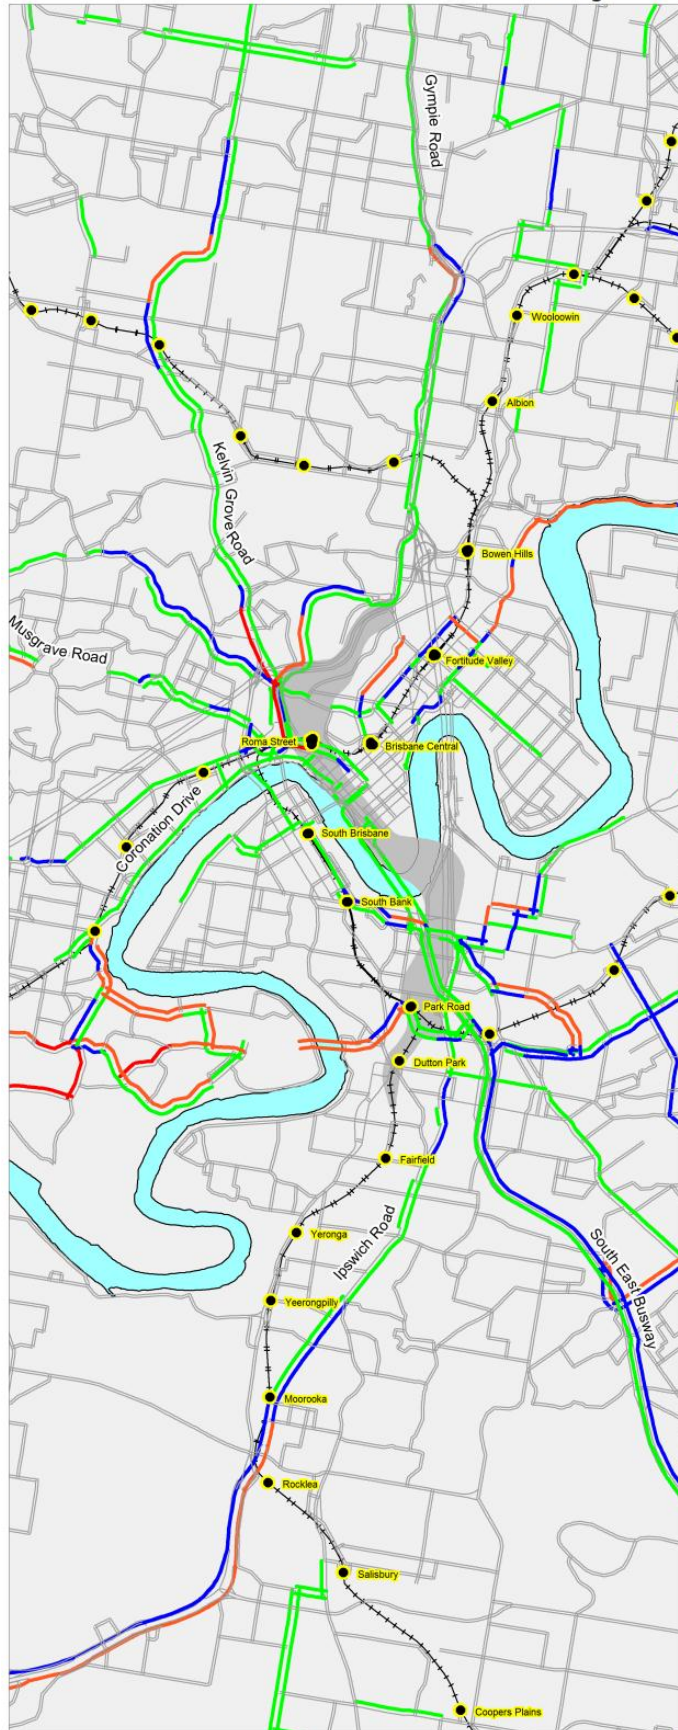 Gympie Road
Wooloowin
Albion
Kelvin Grove Road
Bowen Hills
Musgrave Road
Fortitude Valley
Roma Street
Brisbane Central
Coronation Drive
South Brisbane
South Bank
Park Road
Dutton Park
Fairfield
Ipswich Road
Yeronga
South East Busway
Yeerongpilly
Moorooka
Rocklea
Salisbury
Coopers Plains